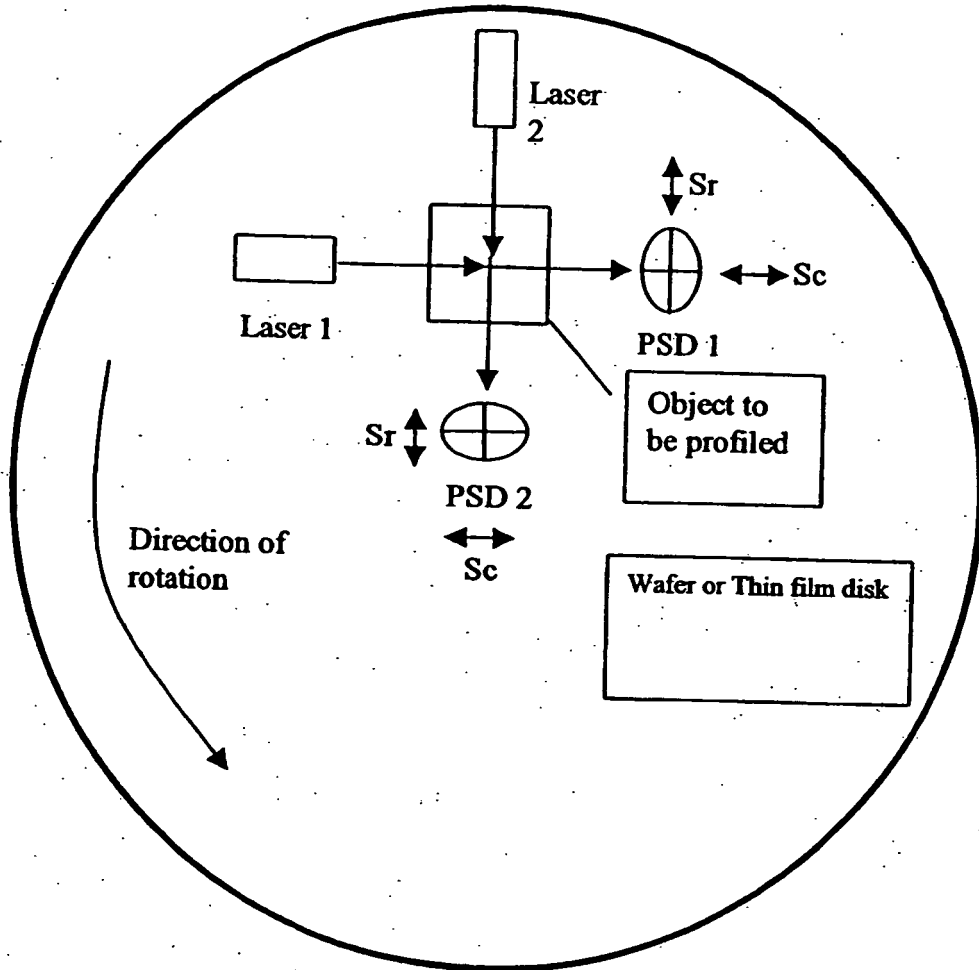 Laser
2
Sr
Sc
Laser 1
PSD 1
Object to
be profiled
Sr
PSD 2
Sc
Direction of
rotation
Wafer or Thin film disk